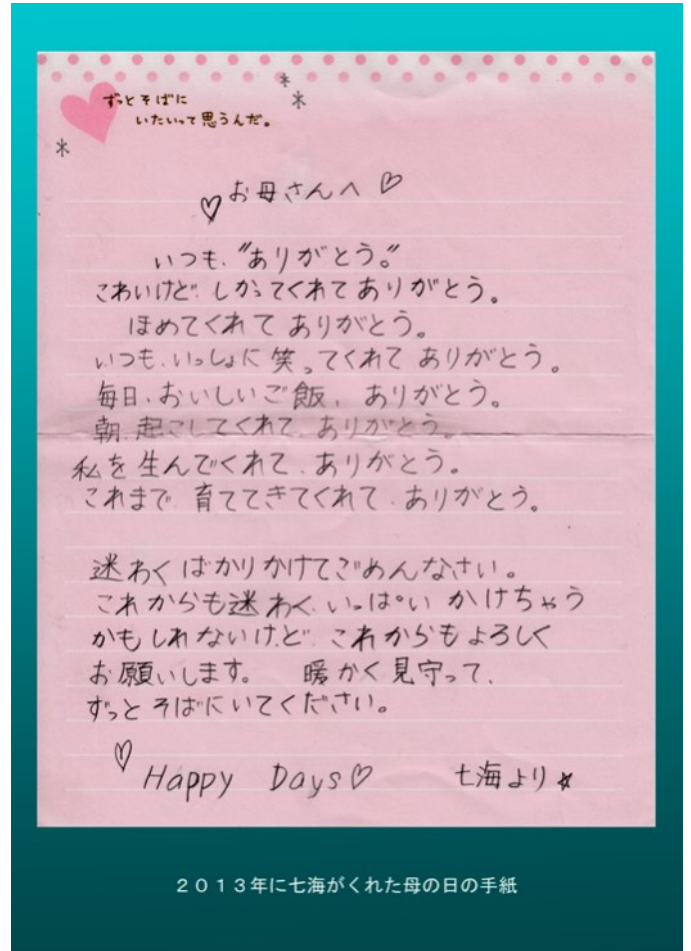 ずっとそばに
いたいって思うんだ。
♡お母さんへ♡
いつも、"ありがとう。"
こわいけど、しかってくれてありがとう。
ほめてくれて ありがとう。
いつも、いっしょに 笑ってくれて ありがとう。
毎日、おいしいご飯、ありがとう。
朝、起こしてくれて、ありがとう。
私を生んでくれて、ありがとう。
これまで、育ててきてくれて、ありがとう。
迷わくばかりかけてごめんなさい。
これからも迷わく、いっぱい かけちゃう
かもしれないけど、これからもよろしく
お願いします。 暖かく見守って、
ずっと そばにいてください。
♡Happy Days♡ 七海より☆
2013年に七海がくれた母の日の手紙